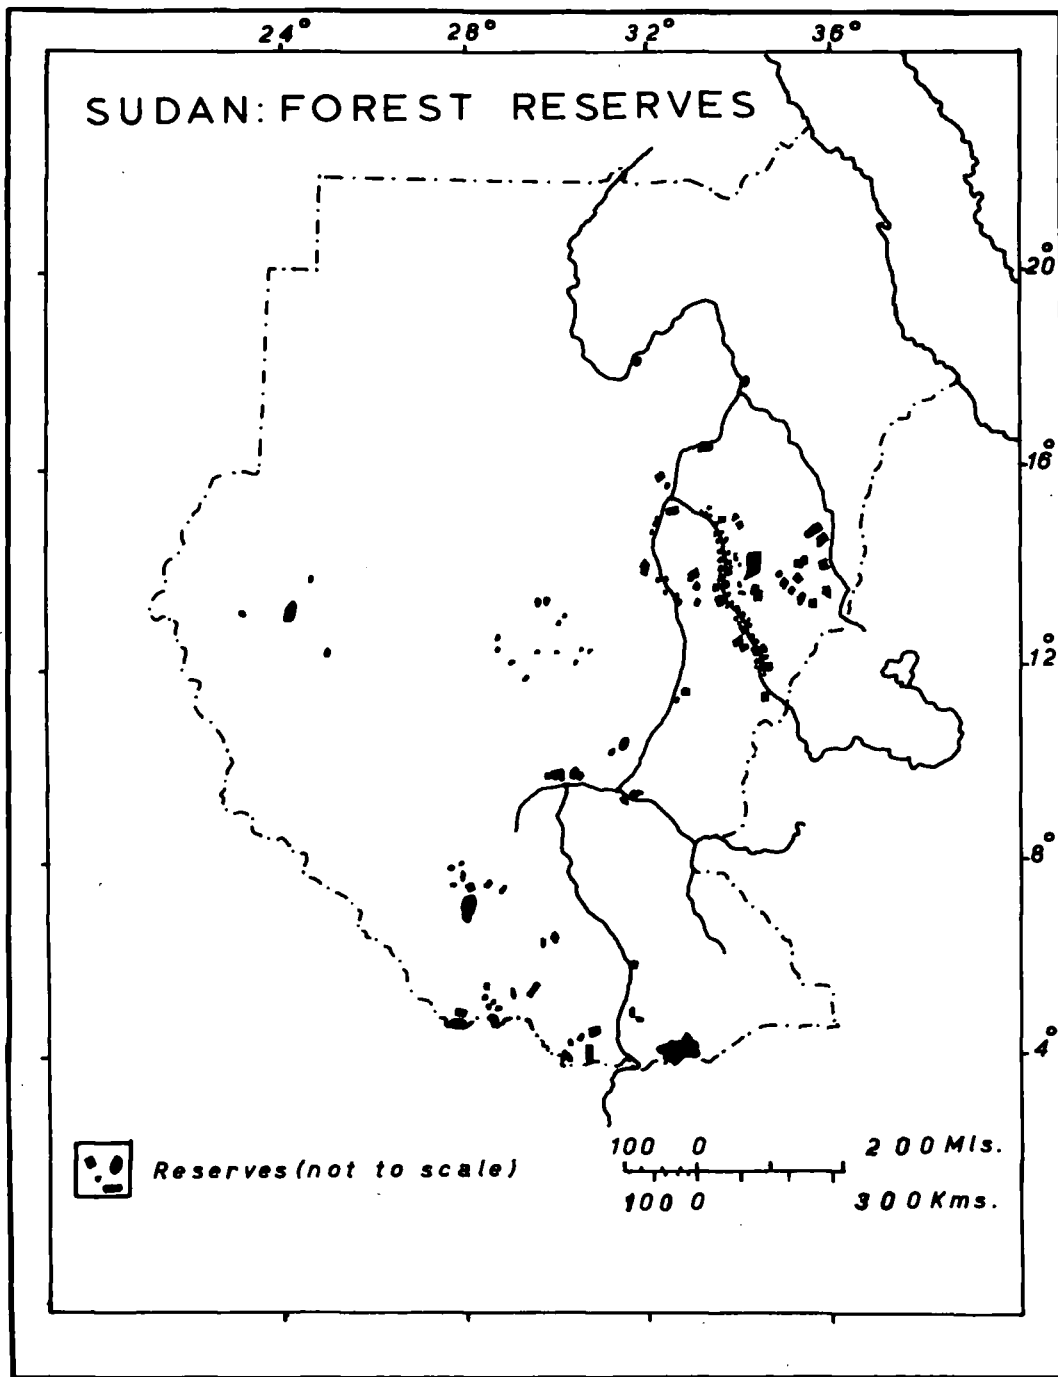 24° 28° 32° 36°
SUDAN: FOREST RESERVES
20°
16°
12°
8°
4°
100 0 200 Mls.
Reserves (not to scale)
100 0 300 Kms.